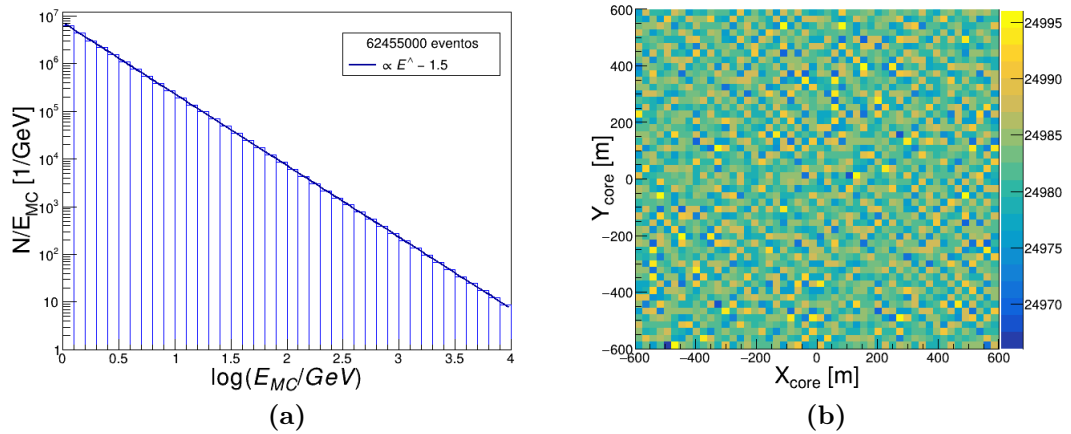 10^7
10^6
10^5
10^4
10^3
10^2
10
1
N/E_MC [1/GeV]
62455000 eventos
∝ E^ − 1.5
0 0.5 1 1.5 2 2.5 3 3.5 4
log(E_MC/GeV)
(a)
600
400
200
0
−200
−400
−600
Y_core [m]
−600 −400 −200 0 200 400 600
X_core [m]
24995
24990
24985
24980
24975
24970
(b)